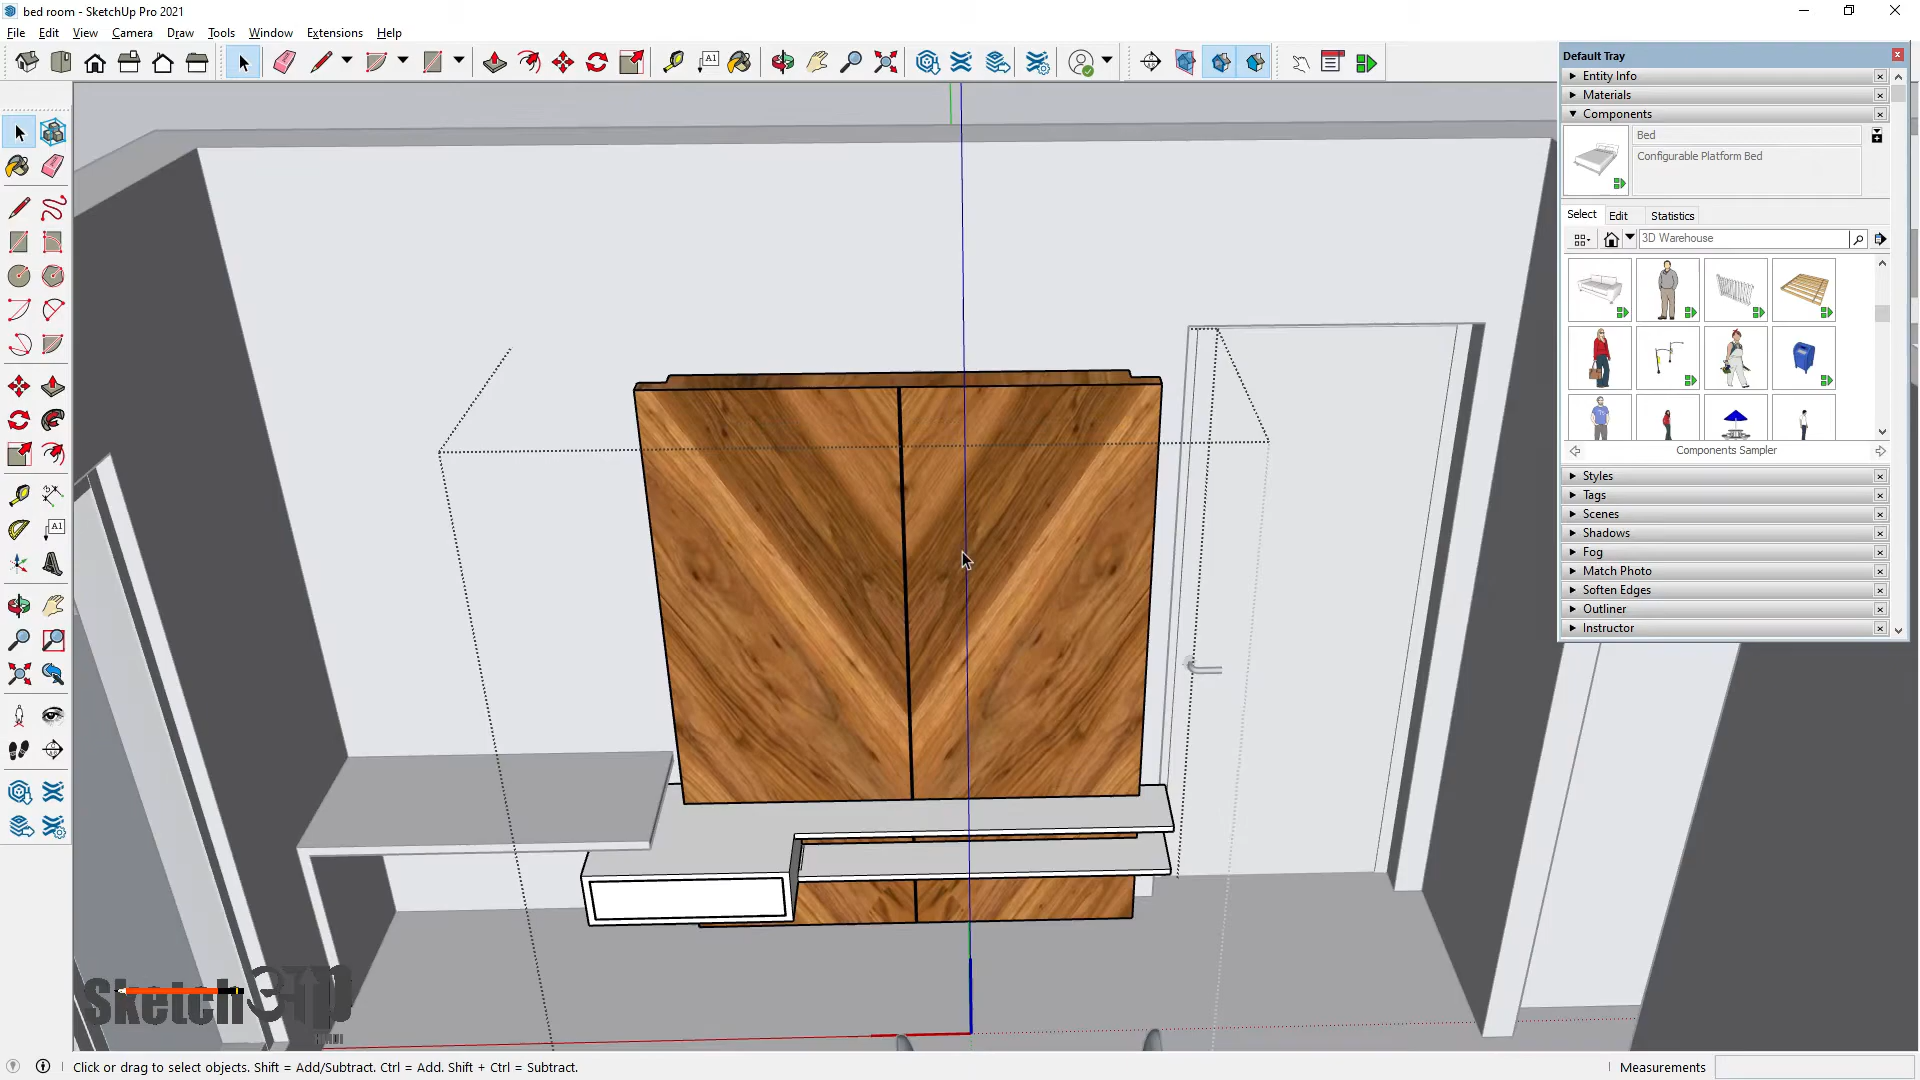 bed room - SketchUp Pro 2021
File Edit View Camera Draw Tools Window Extensions Help
A1
Default Tray
Entity Info
Materials
Components
Bed
Configurable Platform Bed
Select Edit Statistics
3D Warehouse
Components Sampler
Styles
Tags
Scenes
Shadows
Fog
Match Photo
Soften Edges
Outliner
Instructor
A1
Sketch3Up
Click or drag to select objects. Shift = Add/Subtract. Ctrl = Add. Shift + Ctrl = Subtract.
Measurements